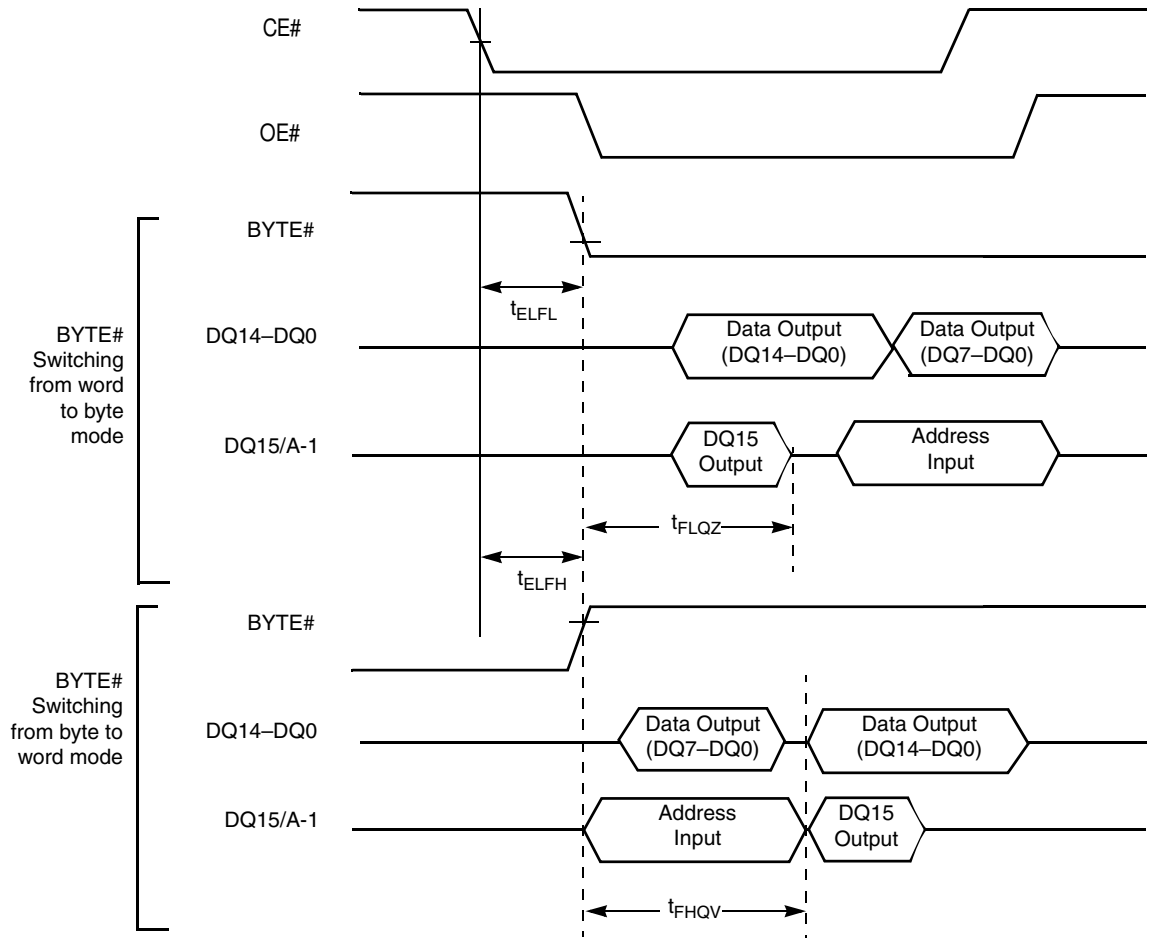 CE#
OE#
BYTE#
tELFL
BYTE#
Switching
from word
to byte
mode
DQ14–DQ0
Data Output
(DQ14–DQ0)
Data Output
(DQ7–DQ0)
DQ15/A-1
DQ15
Output
Address
Input
tFLQZ
tELFH
BYTE#
BYTE#
Switching
from byte to
word mode
DQ14–DQ0
Data Output
(DQ7–DQ0)
Data Output
(DQ14–DQ0)
DQ15/A-1
Address
Input
DQ15
Output
tFHQV